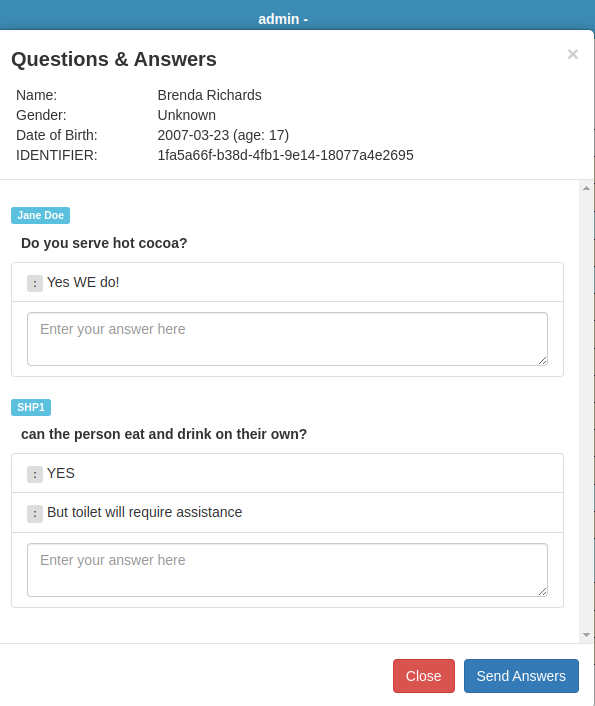 admin -
Questions & Answers
×
Name: Brenda Richards
Gender: Unknown
Date of Birth: 2007-03-23 (age: 17)
IDENTIFIER: 1fa5a66f-b38d-4fb1-9e14-18077a4e2695
Jane Doe
Do you serve hot cocoa?
: Yes WE do!
Enter your answer here
SHP1
can the person eat and drink on their own?
: YES
: But toilet will require assistance
Enter your answer here
Close Send Answers